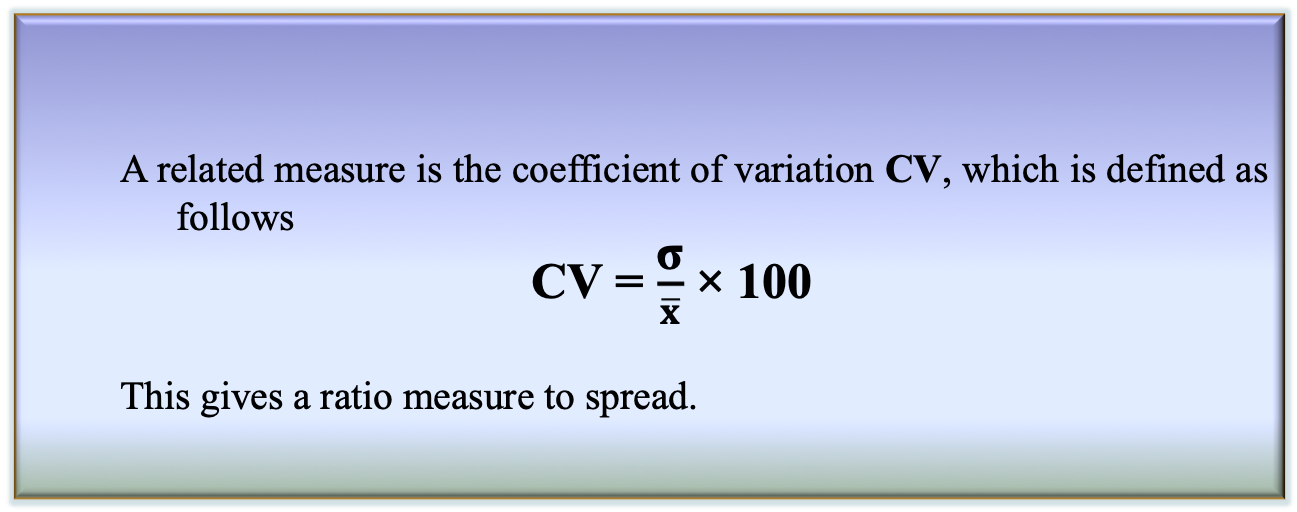 A related measure is the coefficient of variation CV, which is defined as
follows
CV = σ/x̅ × 100
This gives a ratio measure to spread.